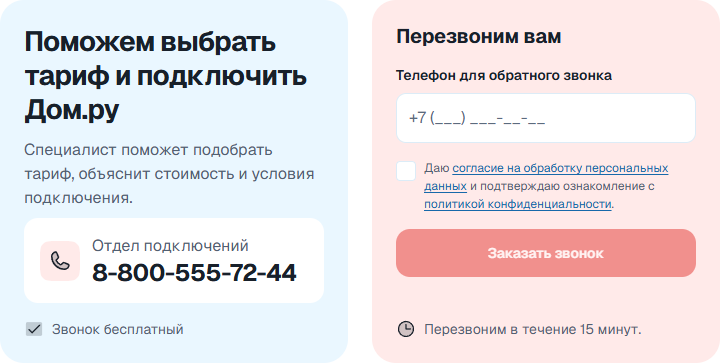 Поможем выбрать
тариф и подключить
Дом.ру
Специалист поможет подобрать
тариф, объяснит стоимость и условия
подключения.
Отдел подключений
8-800-555-72-44
Звонок бесплатный
Перезвоним вам
Телефон для обратного звонка
+7 (___) ___-__-__
Даю согласие на обработку персональных
данных и подтверждаю ознакомление с
политикой конфиденциальности.
Заказать звонок
Перезвоним в течение 15 минут.